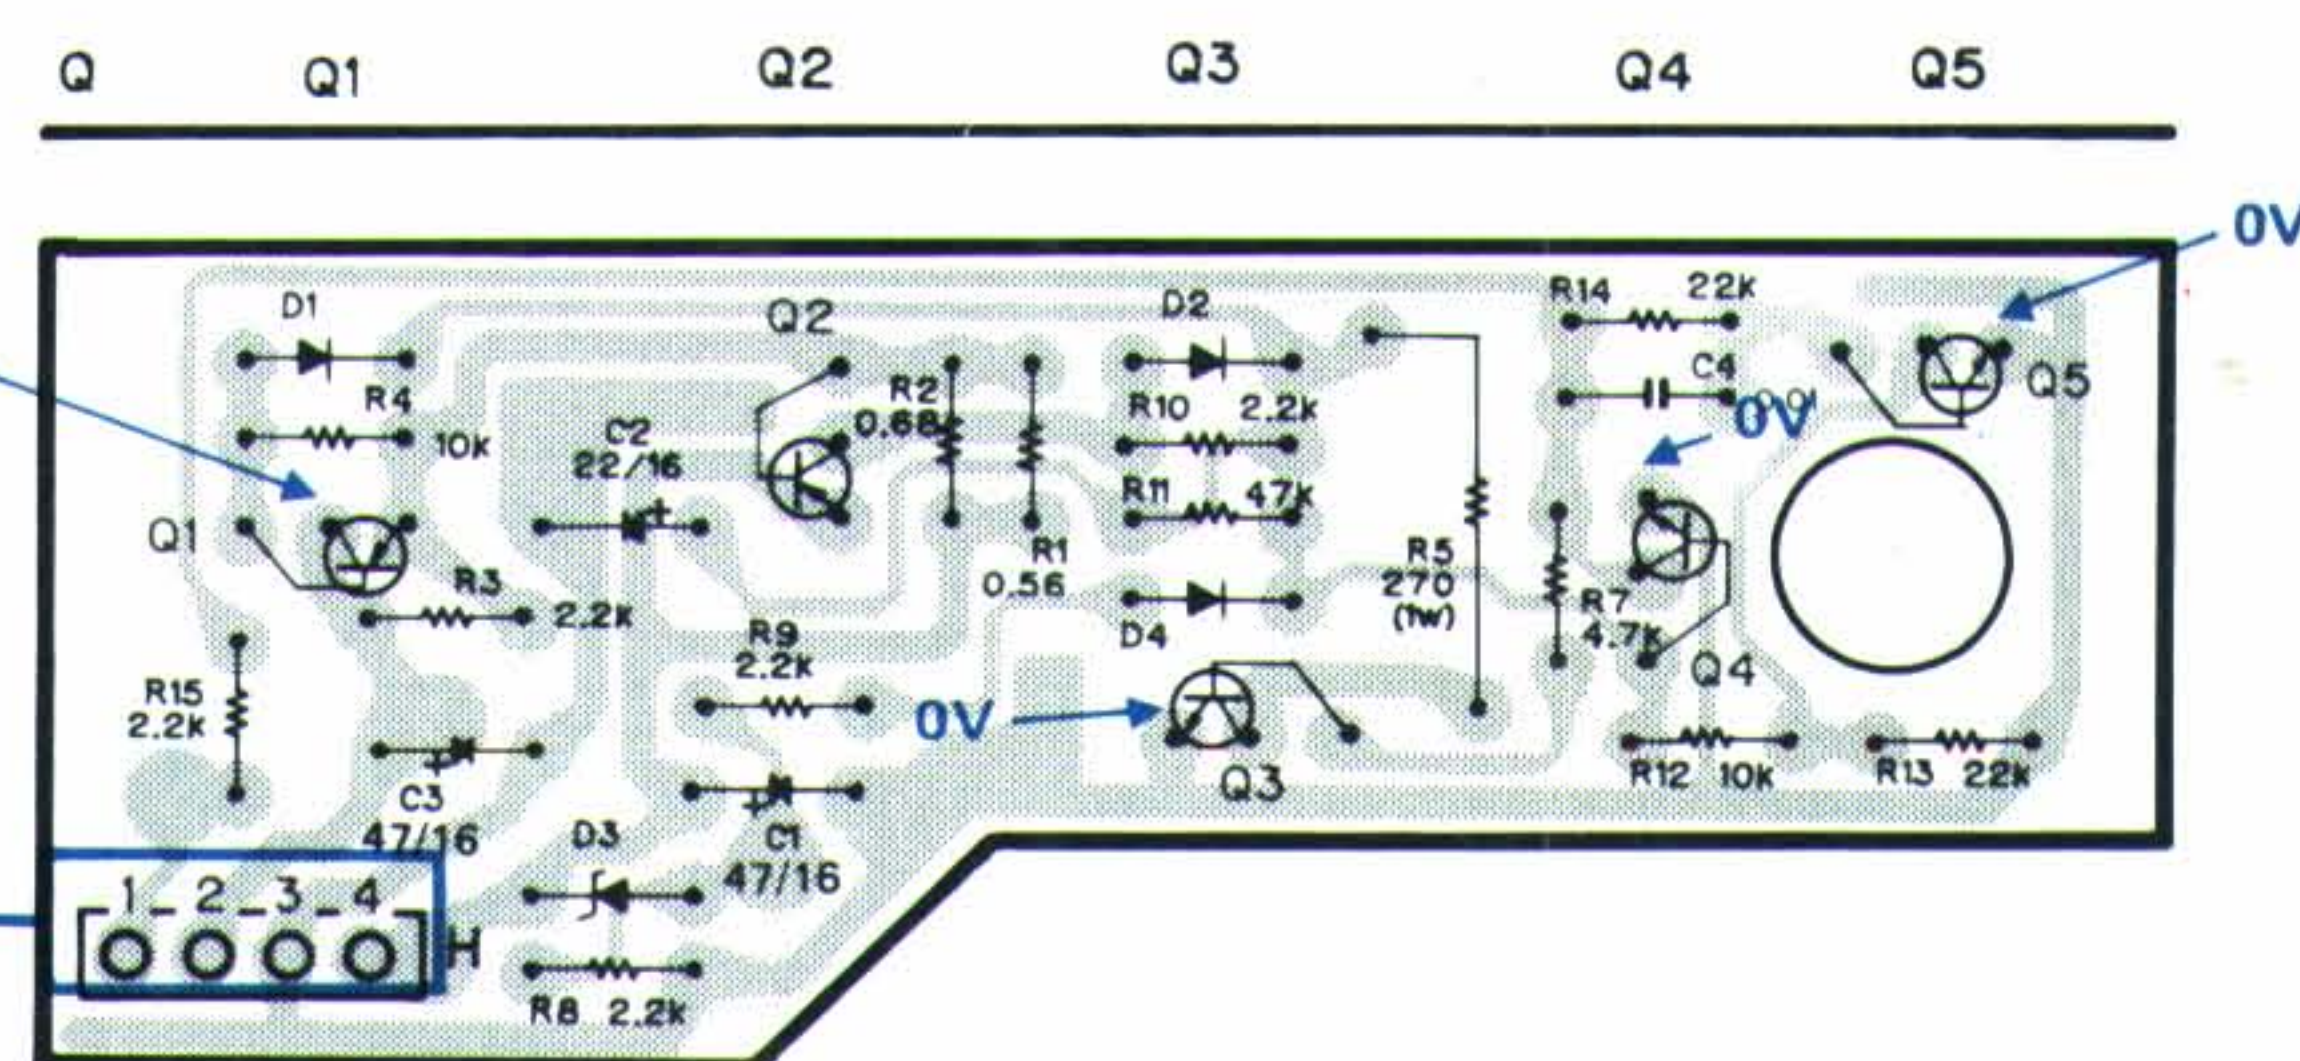 Q Q1 Q2 Q3 Q4 Q5
0V
D1
Q2
D2
R14 22K
R4
10K
C2
22/16
R2
0.68
R10 2.2K
C4
0.01
0V
Q5
Q1
R11 47K
R3
2.2K
R1
0.56
R5
270
(1W)
R7
4.7K
D4
Q4
R9
2.2K
R15
2.2K
0V
Q3
R12 10K
R13 22K
C3
47/16
D3
C1
47/16
1 2 3 4
H
R8 2.2K